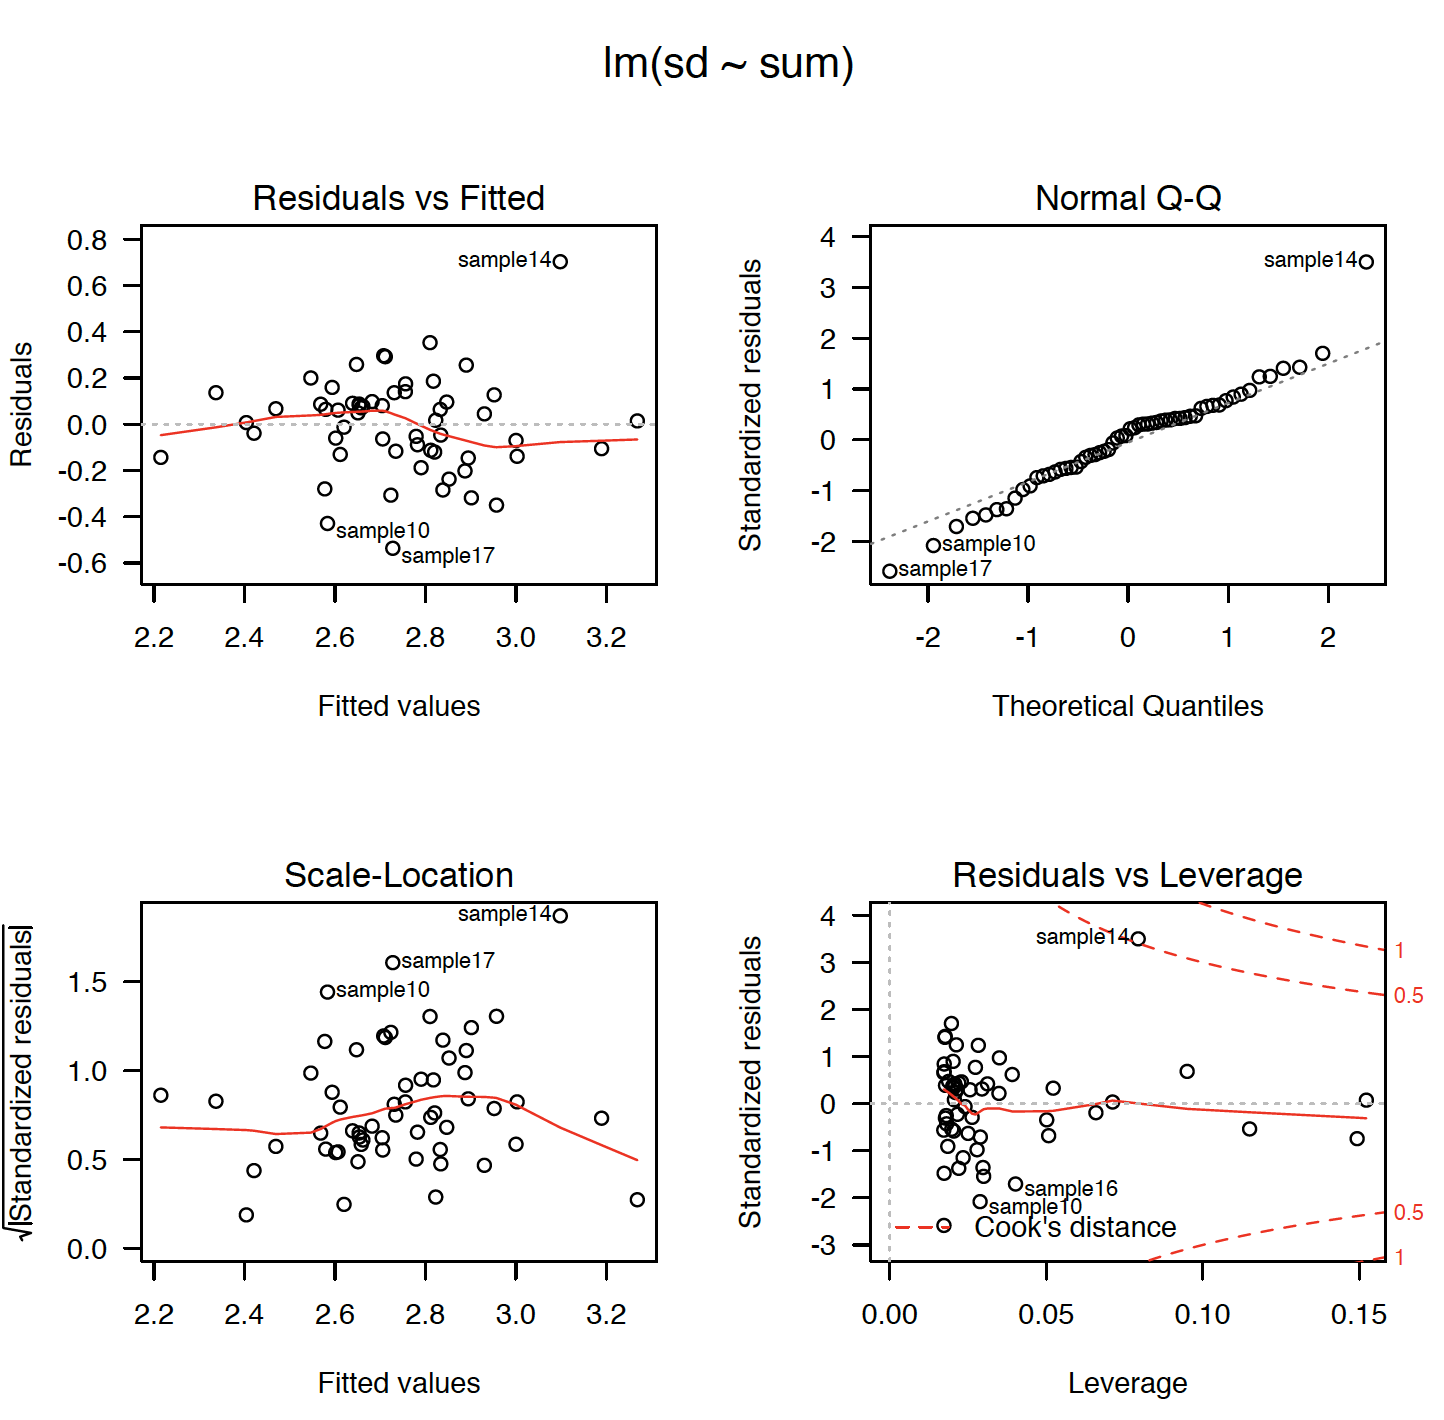 lm(sd ~ sum)
Residuals vs Fitted
Residuals
0.8
0.6
0.4
0.2
0.0
-0.2
-0.4
-0.6
sample14
sample10
sample17
2.2 2.4 2.6 2.8 3.0 3.2
Fitted values
Normal Q-Q
Standardized residuals
4
3
2
1
0
-1
-2
sample14
sample10
sample17
-2 -1 0 1 2
Theoretical Quantiles
Scale-Location
√|Standardized residuals|
1.5
1.0
0.5
0.0
sample14
sample17
sample10
2.2 2.4 2.6 2.8 3.0 3.2
Fitted values
Residuals vs Leverage
Standardized residuals
4
3
2
1
0
-1
-2
-3
sample14
sample16
sample10
Cook's distance
1
0.5
0.5
1
0.00 0.05 0.10 0.15
Leverage